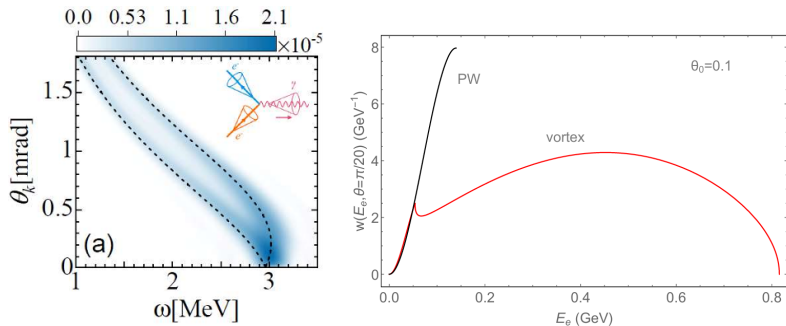 0.0 0.53 1.1 1.6 2.1
×10⁻⁵
1.5
1
0.5
0
θₖ[mrad]
(a)
e⁻
e⁻
γ
1 2 3
ω[MeV]
8
6
4
2
0
w(Eₑ,θ=π/20) (GeV⁻¹)
PW
θ₀=0.1
vortex
0.0 0.2 0.4 0.6 0.8
Eₑ (GeV)